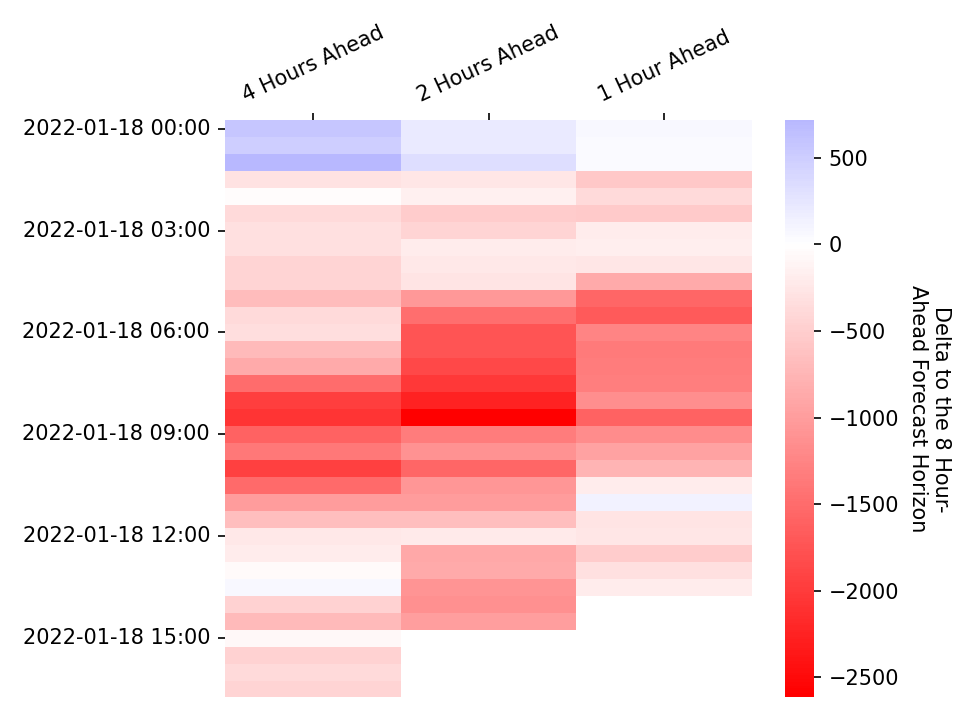 4 Hours Ahead
2 Hours Ahead
1 Hour Ahead
2022-01-18 00:00
2022-01-18 03:00
2022-01-18 06:00
2022-01-18 09:00
2022-01-18 12:00
2022-01-18 15:00
500
0
−500
−1000
−1500
−2000
−2500
Delta to the 8 Hour-
Ahead Forecast Horizon